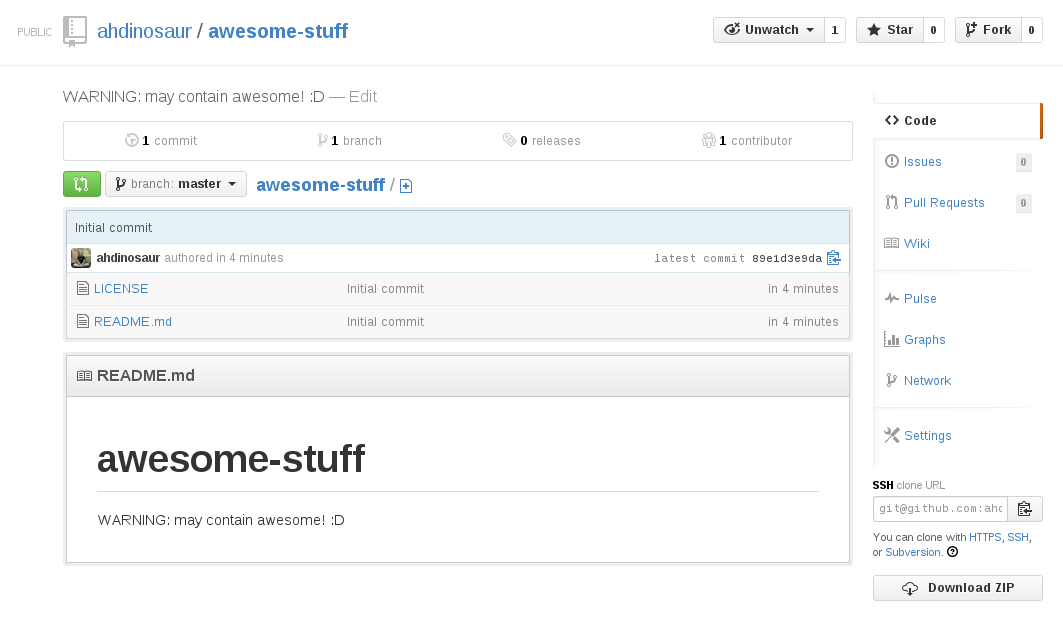 PUBLIC ahdinosaur / awesome-stuff Unwatch 1 Star 0 Fork 0
WARNING: may contain awesome! :D — Edit
1 commit 1 branch 0 releases 1 contributor
branch: master awesome-stuff /
Initial commit
ahdinosaur authored in 4 minutes latest commit 89e1d3e9da
LICENSE Initial commit in 4 minutes
README.md Initial commit in 4 minutes
README.md
awesome-stuff
WARNING: may contain awesome! :D
Code
Issues 0
Pull Requests 0
Wiki
Pulse
Graphs
Network
Settings
SSH clone URL
git@github.com:ahd
You can clone with HTTPS, SSH,
or Subversion.
Download ZIP